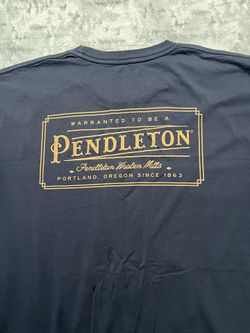 WARRANTED TO BE A
PENDLETON®
Pendleton Woolen Mills
PORTLAND, OREGON SINCE 1863